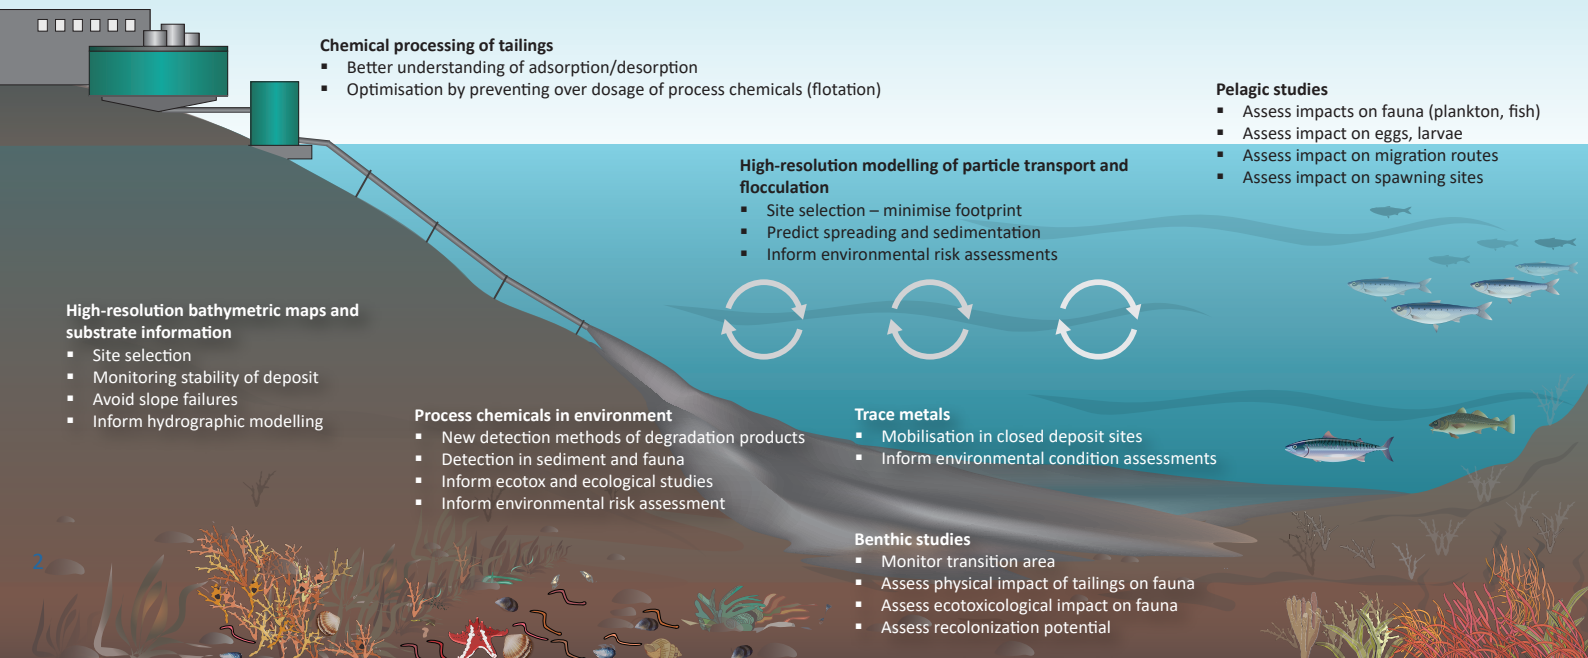 Chemical processing of tailings
▪ Better understanding of adsorption/desorption
▪ Optimisation by preventing over dosage of process chemicals (flotation)
Pelagic studies
▪ Assess impacts on fauna (plankton, fish)
▪ Assess impact on eggs, larvae
▪ Assess impact on migration routes
▪ Assess impact on spawning sites
High-resolution modelling of particle transport and
flocculation
▪ Site selection – minimise footprint
▪ Predict spreading and sedimentation
▪ Inform environmental risk assessments
High-resolution bathymetric maps and
substrate information
▪ Site selection
▪ Monitoring stability of deposit
▪ Avoid slope failures
▪ Inform hydrographic modelling
Process chemicals in environment
▪ New detection methods of degradation products
▪ Detection in sediment and fauna
▪ Inform ecotox and ecological studies
▪ Inform environmental risk assessment
Trace metals
▪ Mobilisation in closed deposit sites
▪ Inform environmental condition assessments
Benthic studies
▪ Monitor transition area
▪ Assess physical impact of tailings on fauna
▪ Assess ecotoxicological impact on fauna
▪ Assess recolonization potential
2